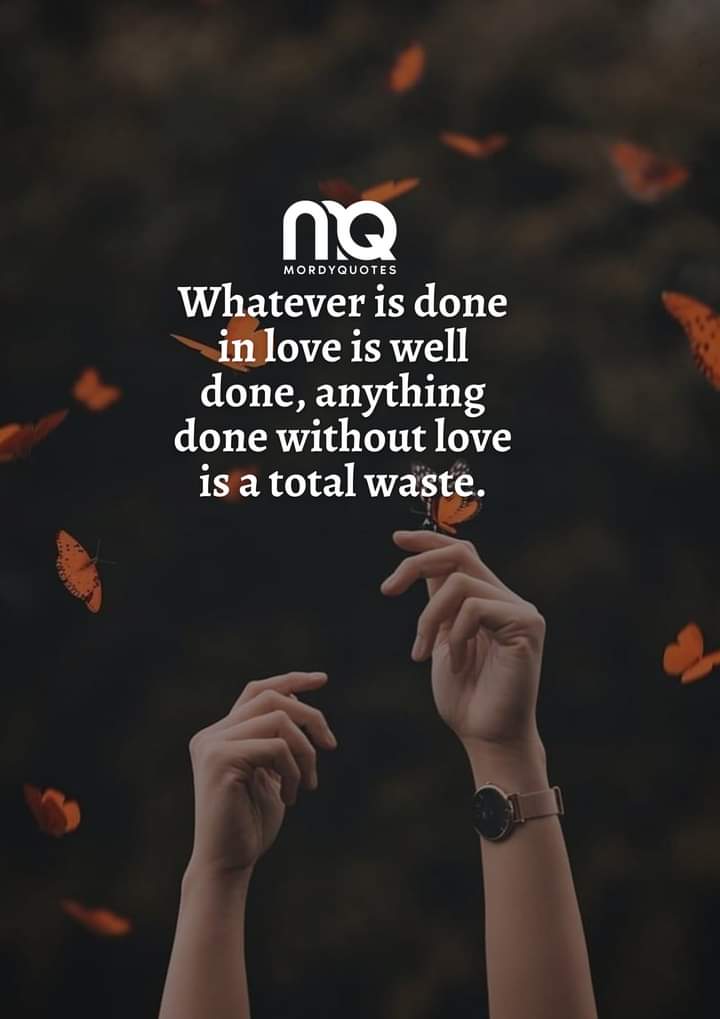 MQ
MORDYQUOTES
Whatever is done
in love is well
done, anything
done without love
is a total waste.